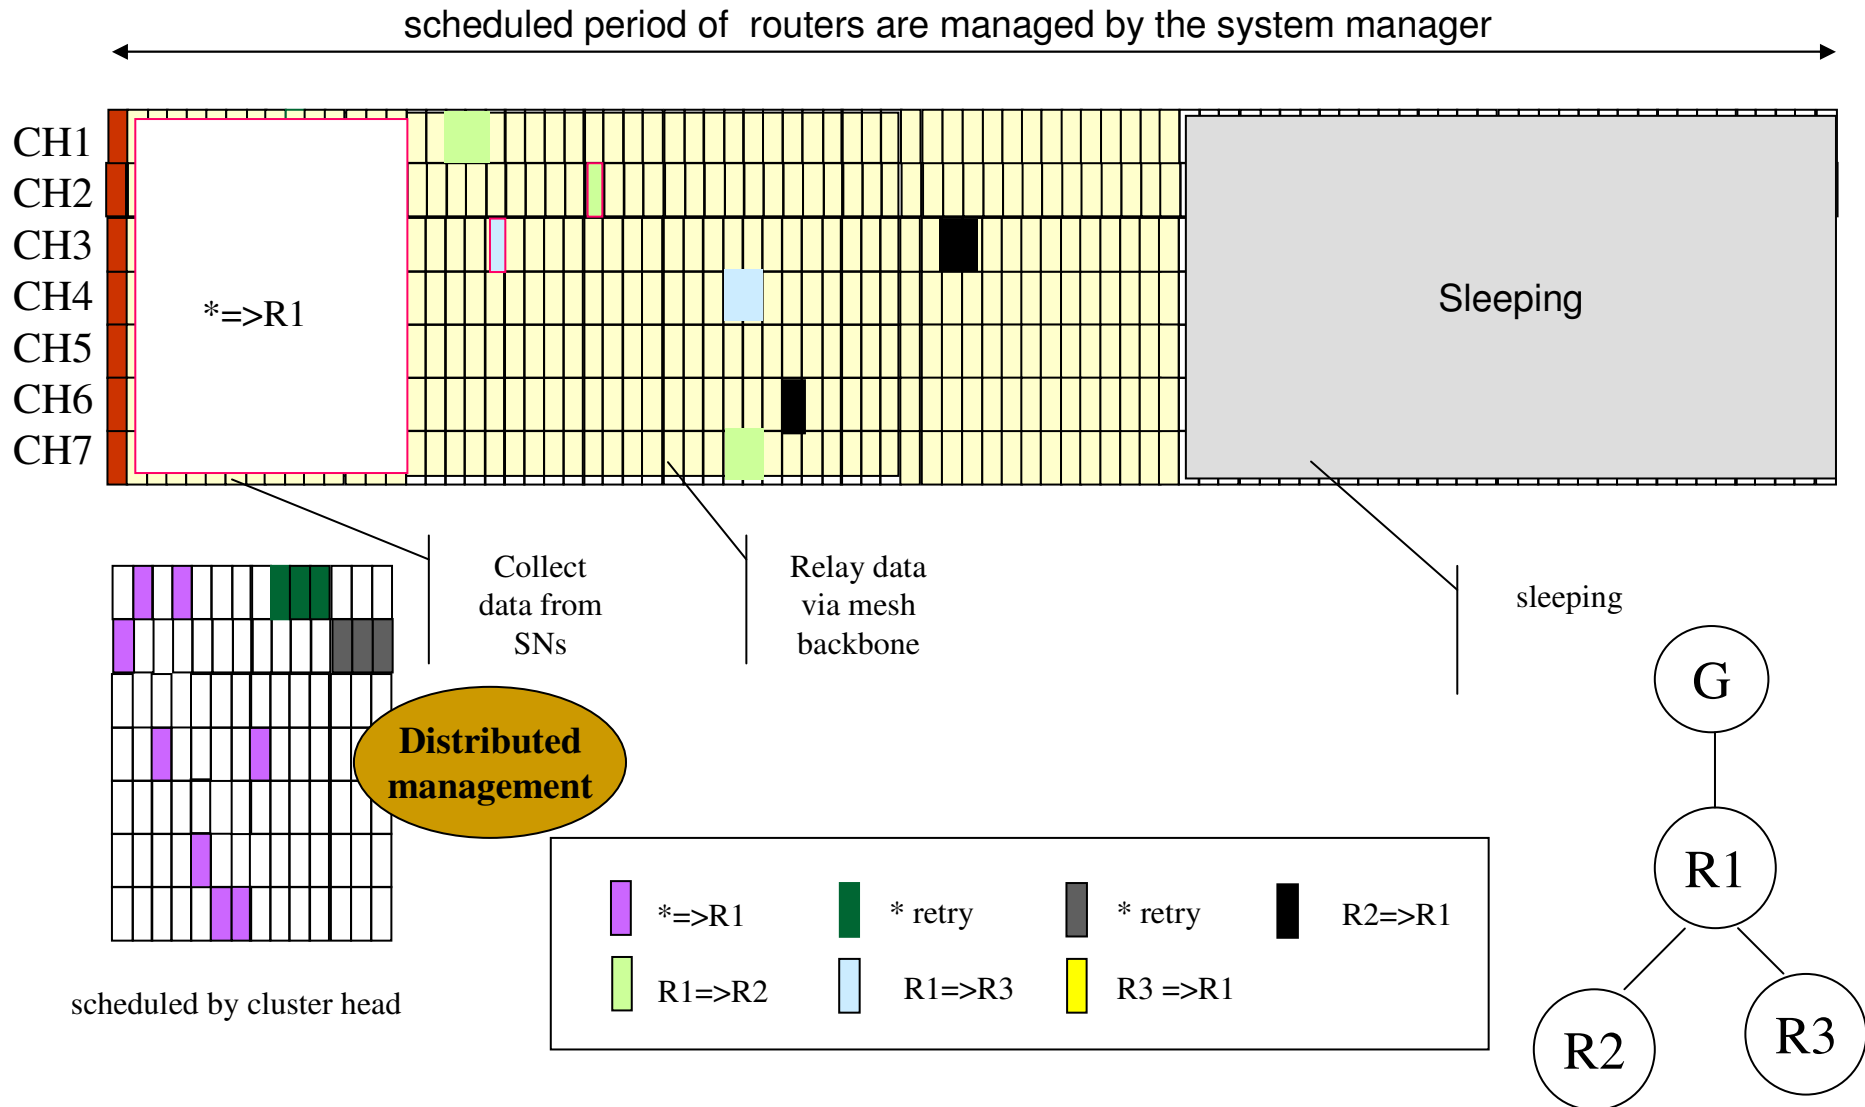 scheduled period of routers are managed by the system manager
CH1
CH2
CH3
CH4
CH5
CH6
CH7
*=>R1
Sleeping
Collect
data from
SNs
Relay data
via mesh
backbone
sleeping
Distributed
management
scheduled by cluster head
*=>R1
* retry
* retry
R2=>R1
R1=>R2
R1=>R3
R3 =>R1
G
R1
R2
R3